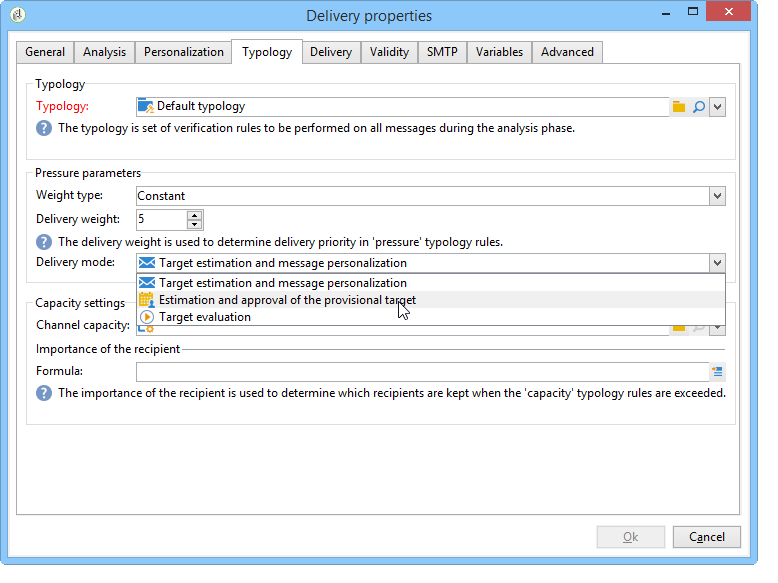 Delivery properties
General Analysis Personalization Typology Delivery Validity SMTP Variables Advanced
Typology
Typology: Default typology
The typology is set of verification rules to be performed on all messages during the analysis phase.
Pressure parameters
Weight type: Constant
Delivery weight: 5
The delivery weight is used to determine delivery priority in 'pressure' typology rules.
Delivery mode: Target estimation and message personalization
Target estimation and message personalization
Estimation and approval of the provisional target
Capacity settings
Target evaluation
Channel capacity:
Importance of the recipient
Formula:
The importance of the recipient is used to determine which recipients are kept when the 'capacity' typology rules are exceeded.
Ok Cancel